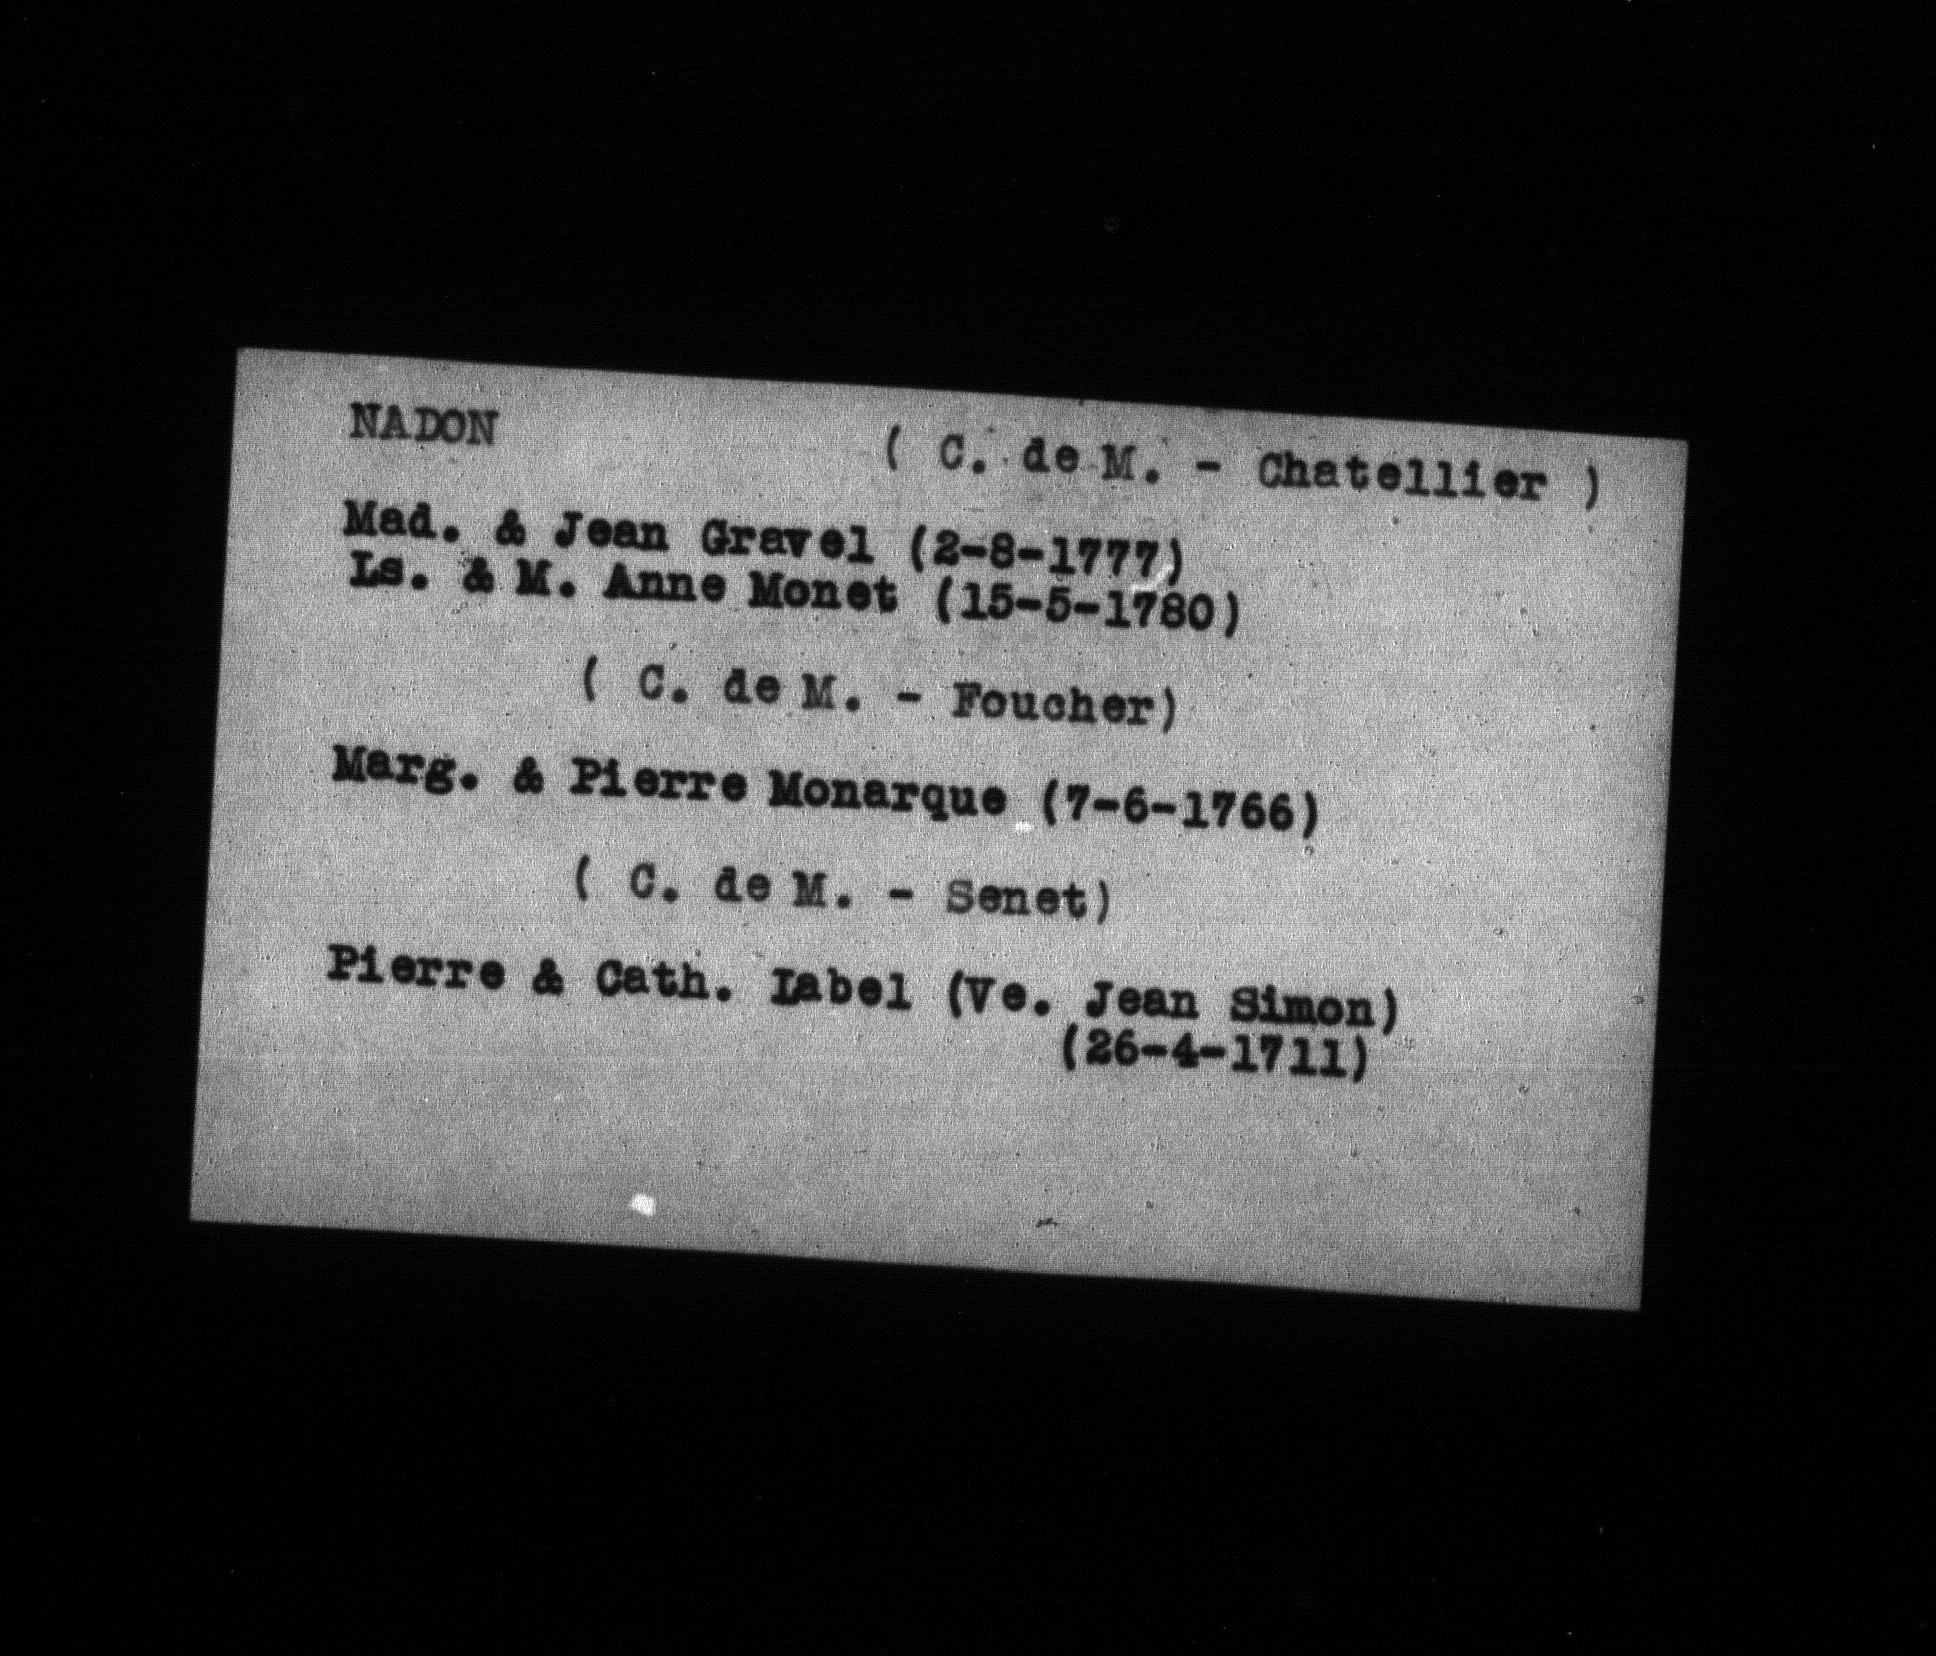 NADON ( C. de M. - Chatellier )
Mad. & Jean Gravel (2-8-1777)
Ls. & M. Anne Monet (15-5-1780)
( C. de M. - Foucher)
Marg. & Pierre Monarque (7-6-1766)
( C. de M. - Senet)
Pierre & Cath. Label (Ve. Jean Simon)
(26-4-1711)